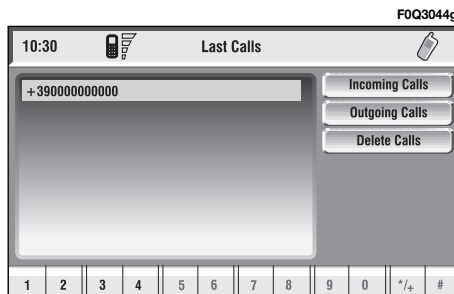 F0Q3044g
10:30 Last Calls
+390000000000
Incoming Calls
Outgoing Calls
Delete Calls
1 2 3 4 5 6 7 8 9 0 */+ #